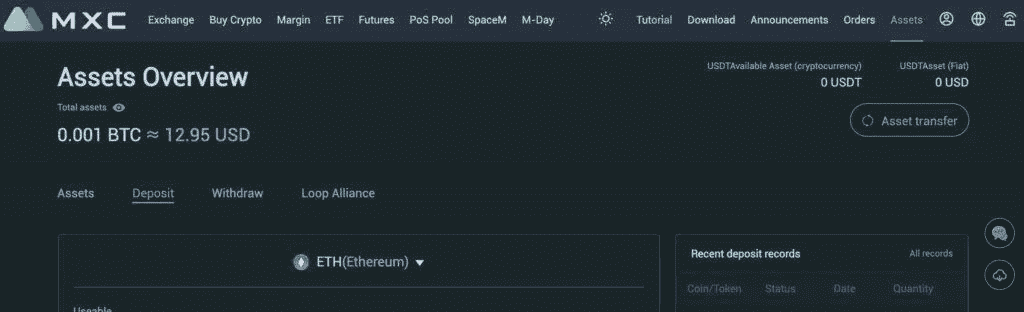 MXC Exchange Buy Crypto Margin ETF Futures PoS Pool SpaceM M-Day Tutorial Download Announcements Orders Assets
Assets Overview
USDTAvailable Asset (cryptocurrency) USDTAsset (Fiat)
0 USDT 0 USD
Total assets
0.001 BTC ≈ 12.95 USD
Asset transfer
Assets Deposit Withdraw Loop Alliance
ETH(Ethereum)
Recent deposit records All records
Coin/Token Status Date Quantity
Useable